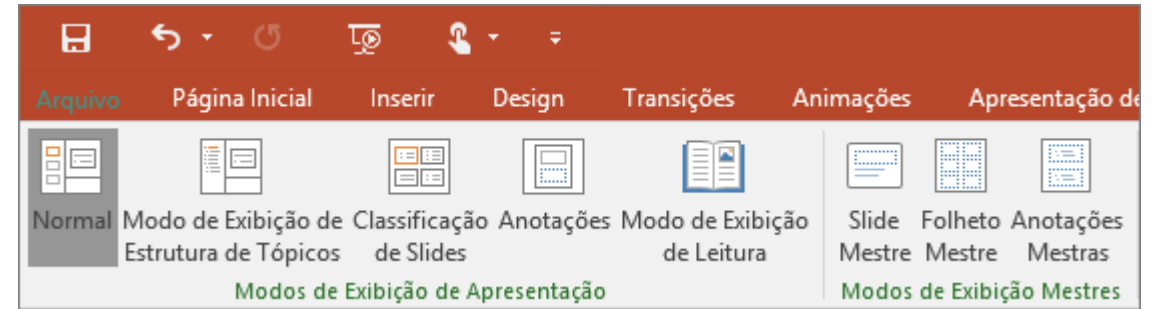 Arquivo Página Inicial Inserir Design Transições Animações Apresentação de
Normal Modo de Exibição de Classificação Anotações Modo de Exibição Slide Folheto Anotações
Estrutura de Tópicos de Slides de Leitura Mestre Mestre Mestras
Modos de Exibição de Apresentação Modos de Exibição Mestres